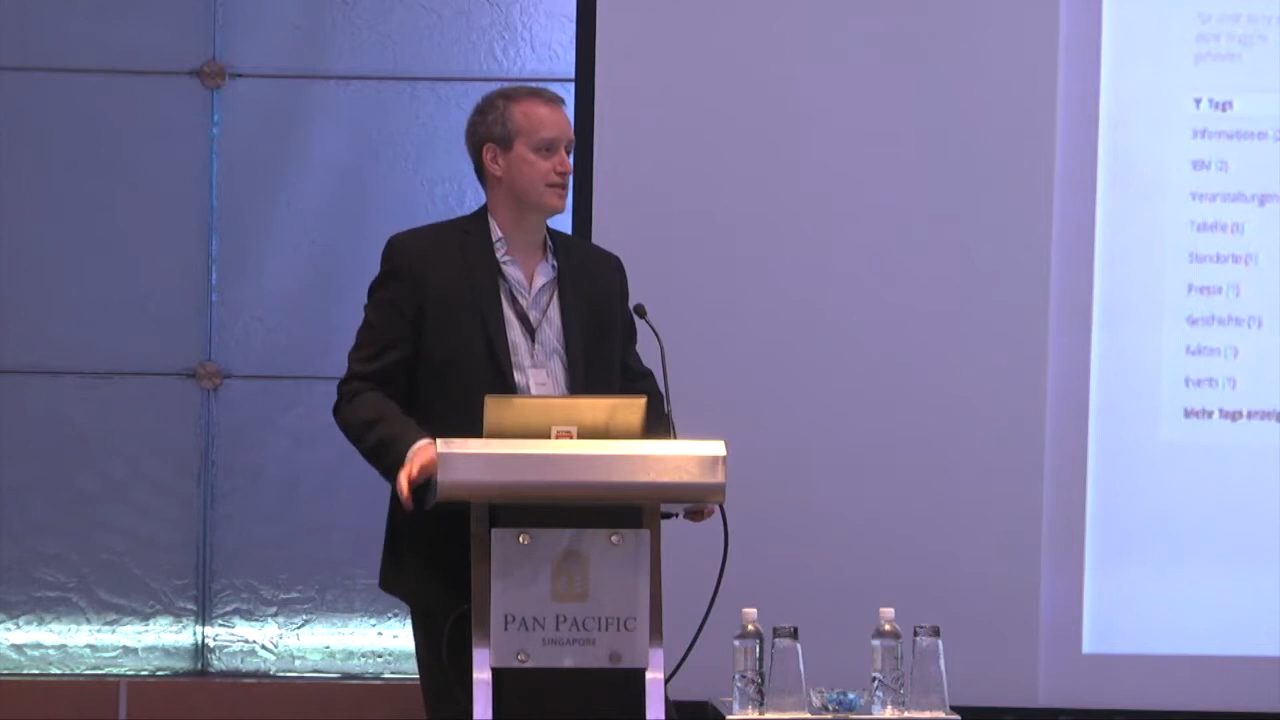 Tags
Informationen
IBM (2)
Veranstaltungen
Tabelle (1)
Standorte (1)
Presse (1)
Geschichte (1)
Fakten (1)
Events (1)
Mehr Tags anzeig
PAN PACIFIC
SINGAPORE